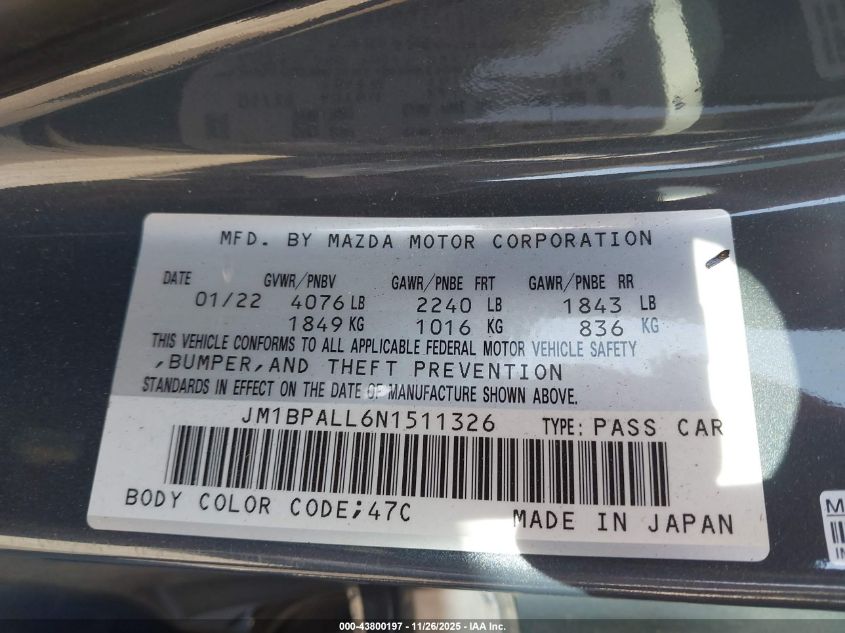 MFD. BY MAZDA MOTOR CORPORATION
DATE GVWR/PNBV GAWR/PNBE FRT GAWR/PNBE RR
01/22 4076 LB 2240 LB 1843 LB
1849 KG 1016 KG 836 KG
THIS VEHICLE CONFORMS TO ALL APPLICABLE FEDERAL MOTOR VEHICLE SAFETY
,BUMPER,AND THEFT PREVENTION
STANDARDS IN EFFECT ON THE DATE OF MANUFACTURE SHOWN ABOVE.
JM1BPALL6N1511326 TYPE: PASS CAR
BODY COLOR CODE;47C MADE IN JAPAN
000-43800197 - 11/26/2025 - IAA Inc.